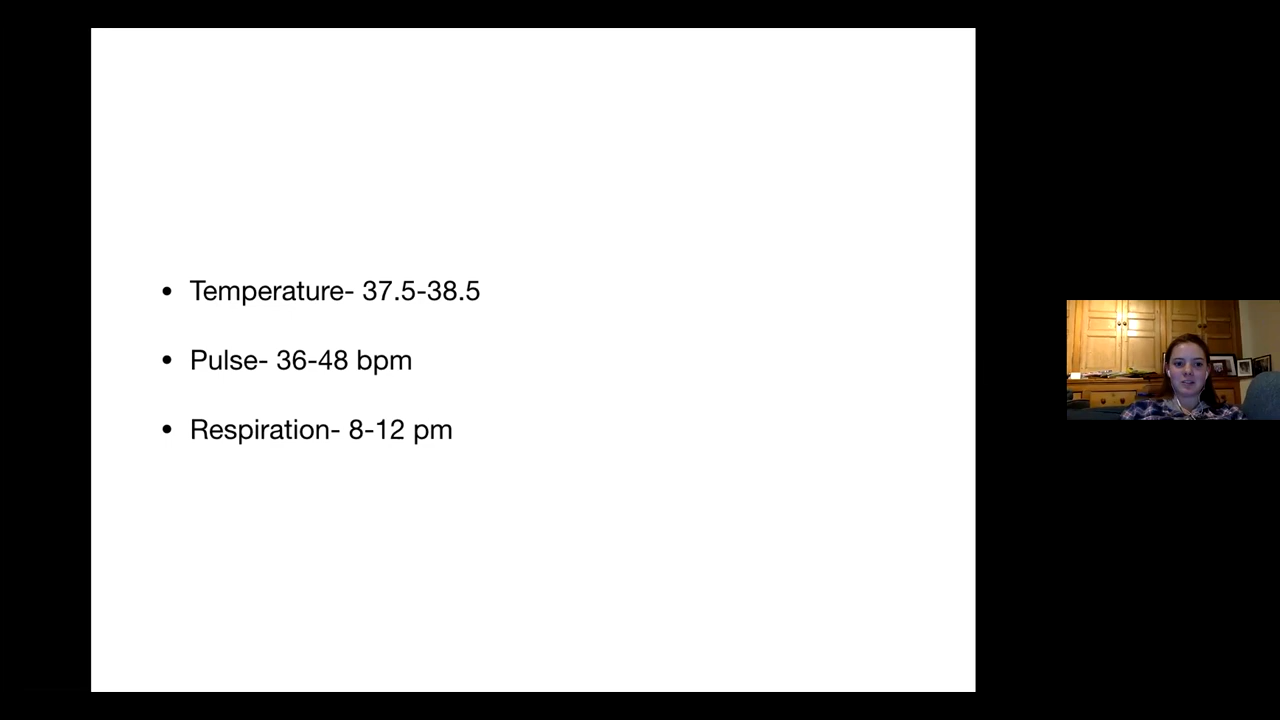 • Temperature- 37.5-38.5
• Pulse- 36-48 bpm
• Respiration- 8-12 pm